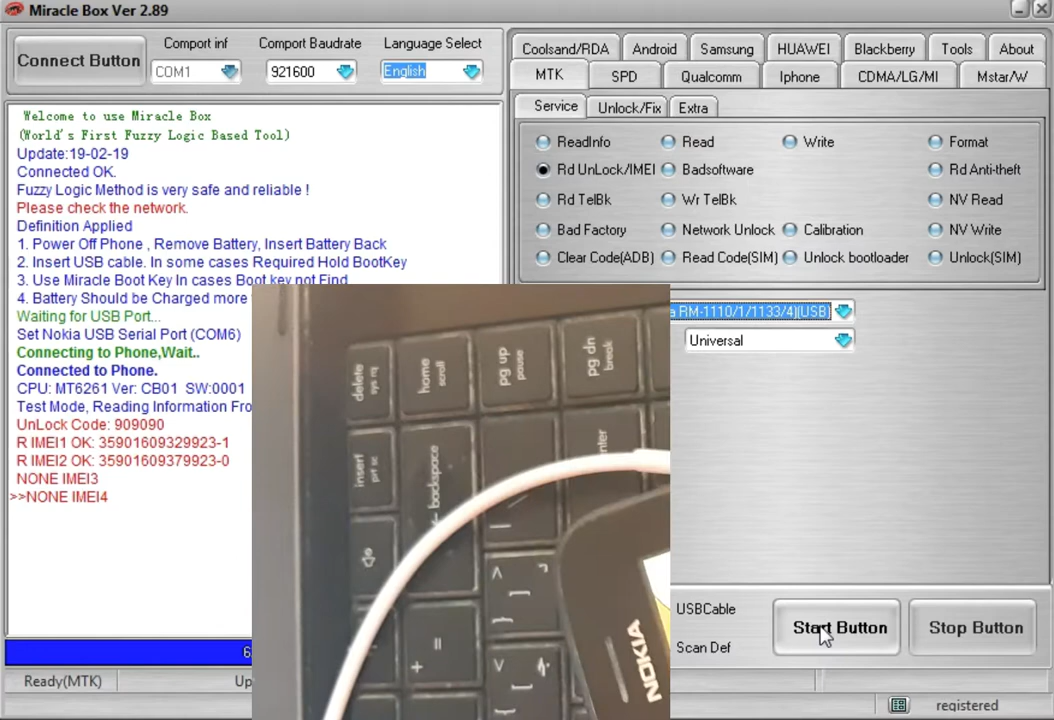 Miracle Box Ver 2.89
Connect Button
Comport inf
Comport Baudrate
Language Select
COM1
921600
English
Welcome to use Miracle Box
(World's First Fuzzy Logic Based Tool)
Update:19-02-19
Connected OK.
Fuzzy Logic Method is very safe and reliable !
Please check the network.
Definition Applied
1. Power Off Phone , Remove Battery, Insert Battery Back
2. Insert USB cable. In some cases Required Hold BootKey
3. Use Miracle Boot Key In cases Boot key not Find
4. Battery Should be Charged more
Waiting for USB Port...
Set Nokia USB Serial Port (COM6)
Connecting to Phone,Wait..
Connected to Phone.
CPU: MT6261 Ver: CB01 SW:0001
Test Mode, Reading Information Fro
UnLock Code: 909090
R IMEI1 OK: 35901609329923-1
R IMEI2 OK: 35901609379923-0
NONE IMEI3
>>NONE IMEI4
6
Ready(MTK)
Up
Coolsand/RDA Android Samsung HUAWEI Blackberry Tools About
MTK SPD Qualcomm Iphone CDMA/LG/MI Mstar/W
Service Unlock/Fix Extra
ReadInfo Read Write Format
Rd UnLock/IMEI Badsoftware Rd Anti-theft
Rd TelBk Wr TelBk NV Read
Bad Factory Network Unlock Calibration NV Write
Clear Code(ADB) Read Code(SIM) Unlock bootloader Unlock(SIM)
a RM-1110/1/1133/4)(USB)
Universal
USBCable
Scan Def
Start Button
Stop Button
registered
delete
sys rq
home
scroll
pg up
pause
pg dn
break
insert
prt sc
backspace
nter
NOKIA